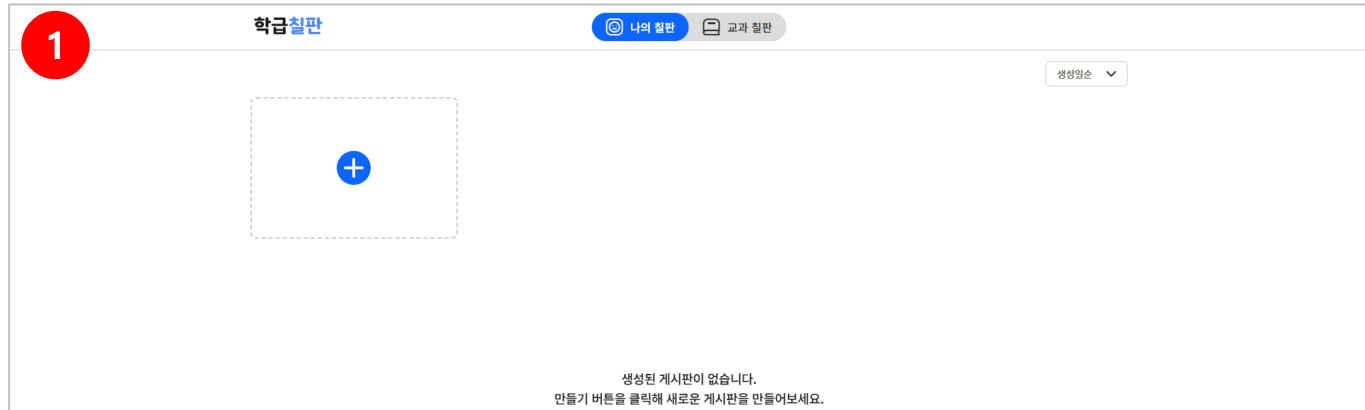 1
학급칠판
나의 칠판
교과 칠판
생성일순
생성된 게시판이 없습니다.
만들기 버튼을 클릭해 새로운 게시판을 만들어보세요.